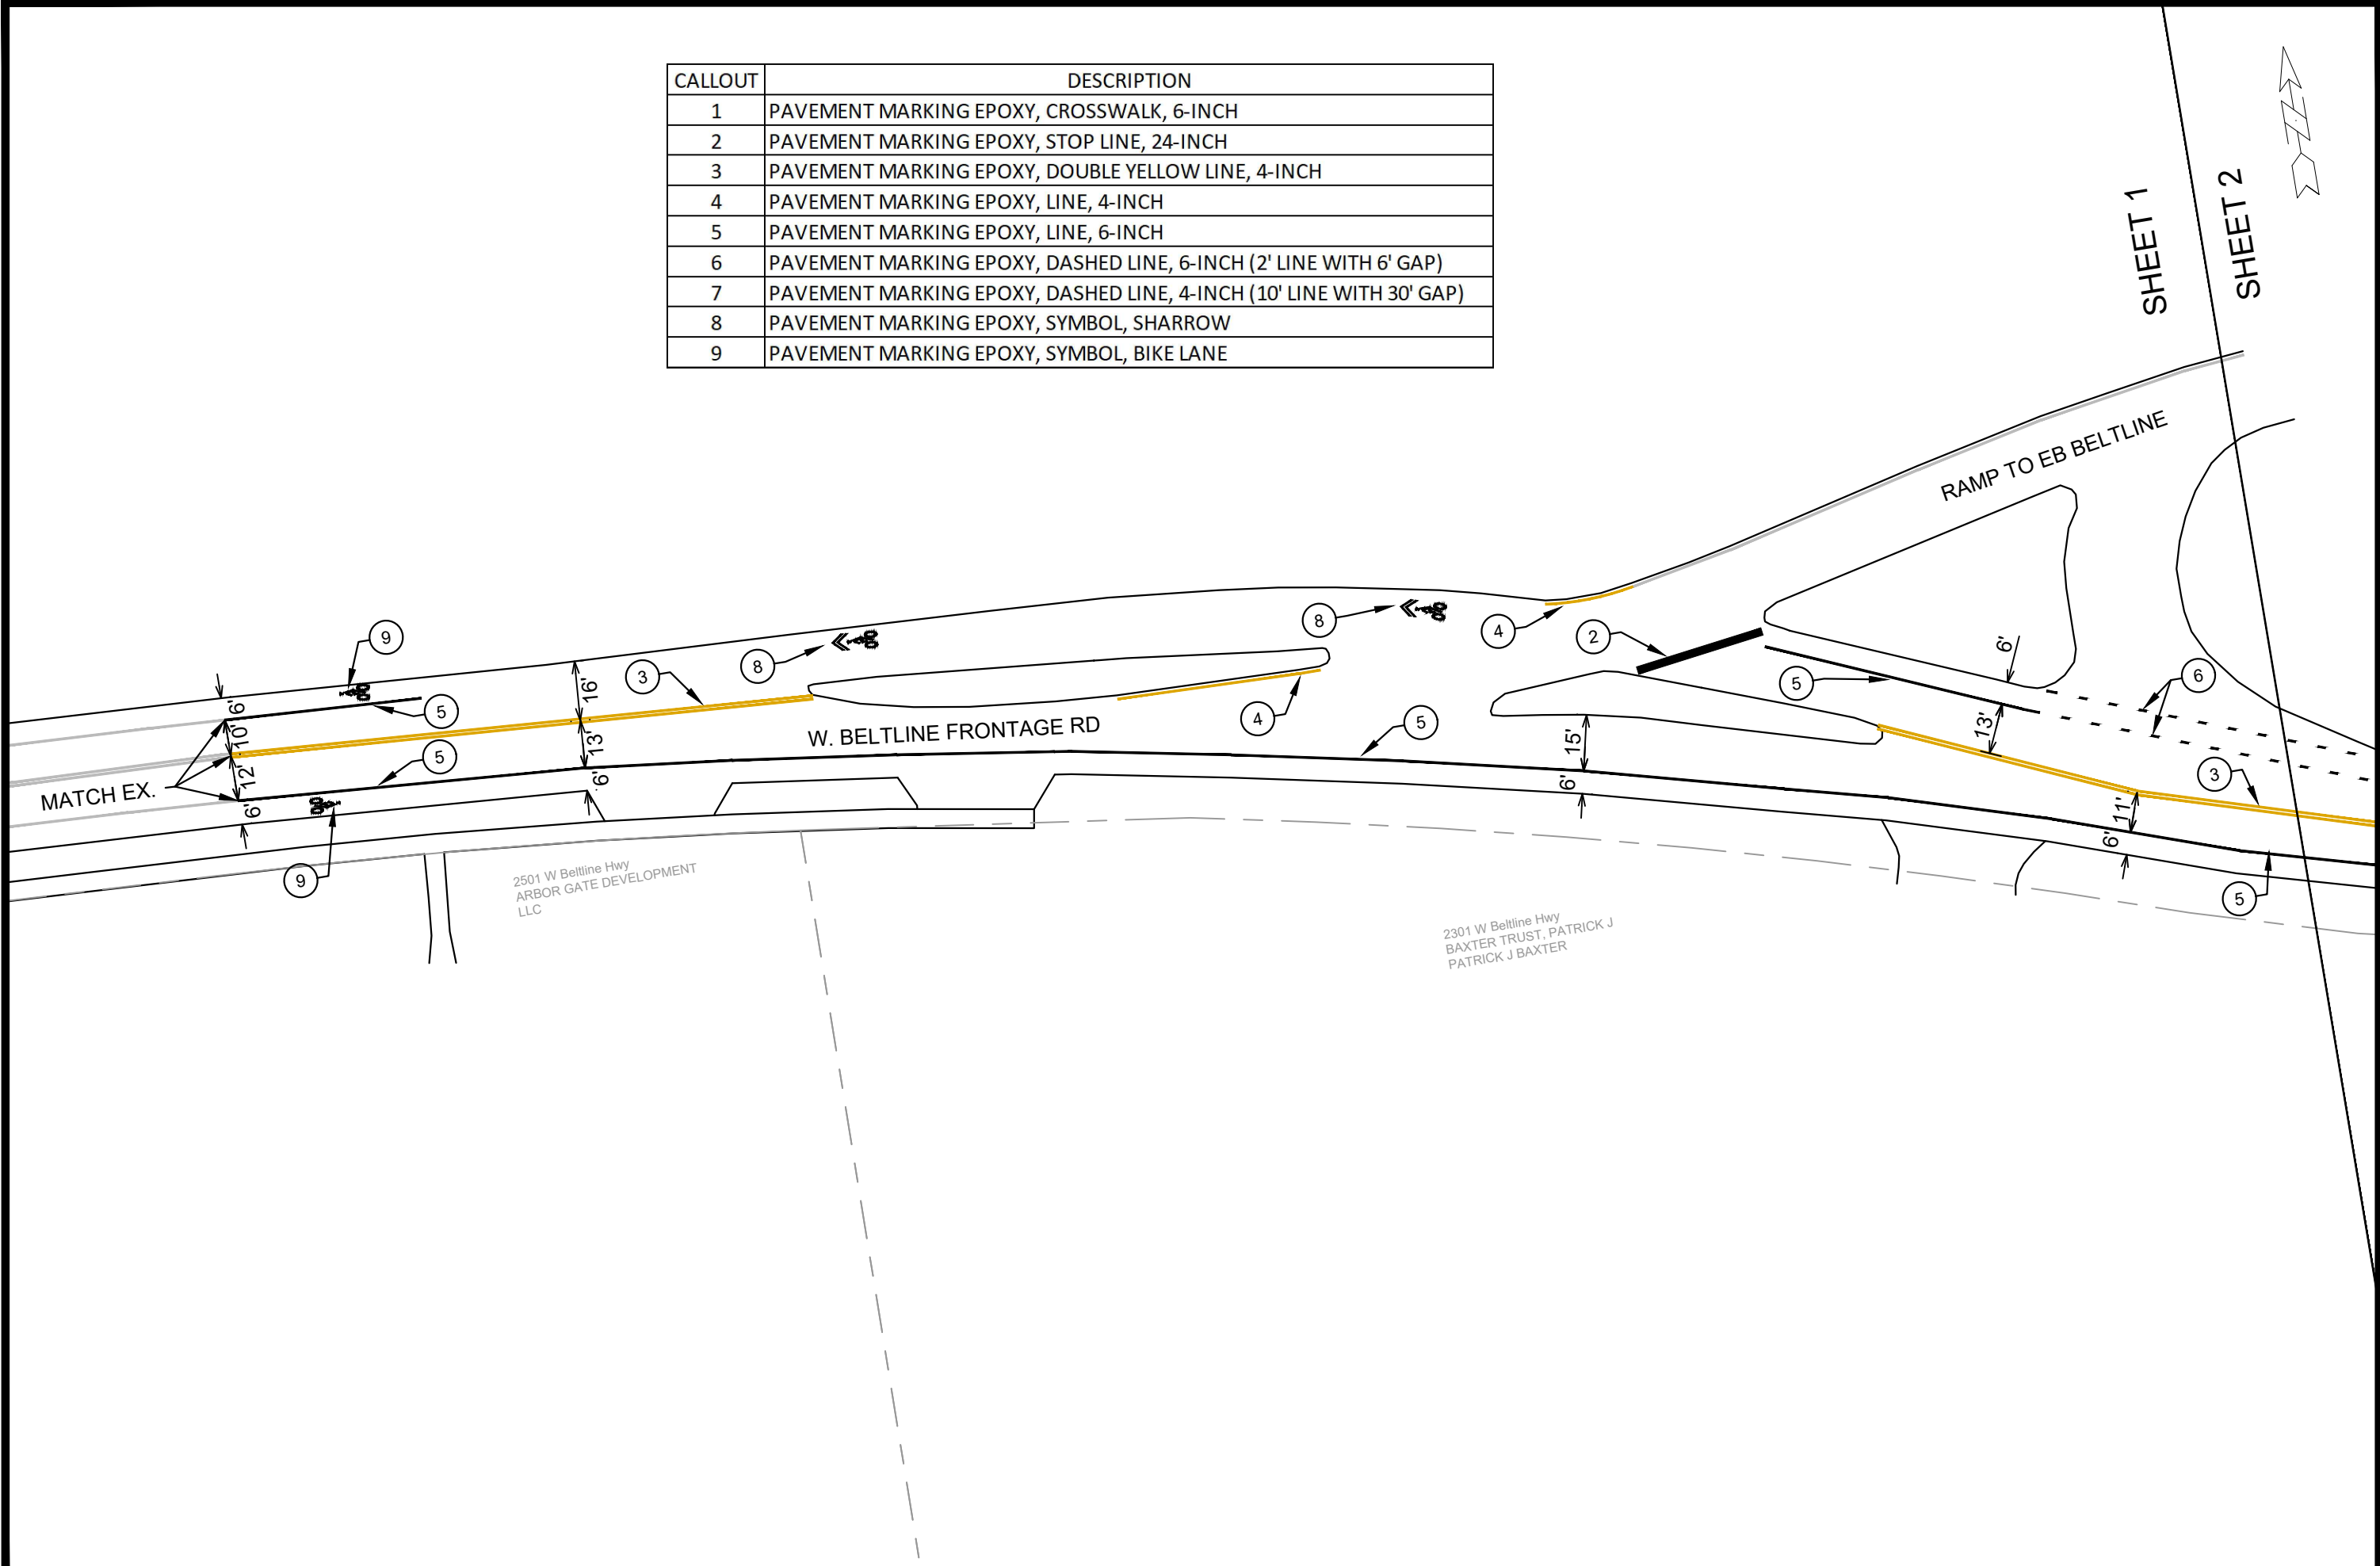 CALLOUT DESCRIPTION
1 PAVEMENT MARKING EPOXY, CROSSWALK, 6-INCH
2 PAVEMENT MARKING EPOXY, STOP LINE, 24-INCH
3 PAVEMENT MARKING EPOXY, DOUBLE YELLOW LINE, 4-INCH
4 PAVEMENT MARKING EPOXY, LINE, 4-INCH
5 PAVEMENT MARKING EPOXY, LINE, 6-INCH
6 PAVEMENT MARKING EPOXY, DASHED LINE, 6-INCH (2' LINE WITH 6' GAP)
7 PAVEMENT MARKING EPOXY, DASHED LINE, 4-INCH (10' LINE WITH 30' GAP)
8 PAVEMENT MARKING EPOXY, SYMBOL, SHARROW
9 PAVEMENT MARKING EPOXY, SYMBOL, BIKE LANE
SHEET 1
SHEET 2
RAMP TO EB BELTLINE
9
8
3
8
4
2
5
6'
6
5
6'
10'
12'
6'
16'
13'
6'
5
4
5
W. BELTLINE FRONTAGE RD
15'
6'
13'
3
11'
6'
5
MATCH EX.
9
2501 W Beltline Hwy
ARBOR GATE DEVELOPMENT
LLC
2301 W Beltline Hwy
BAXTER TRUST, PATRICK J
PATRICK J BAXTER